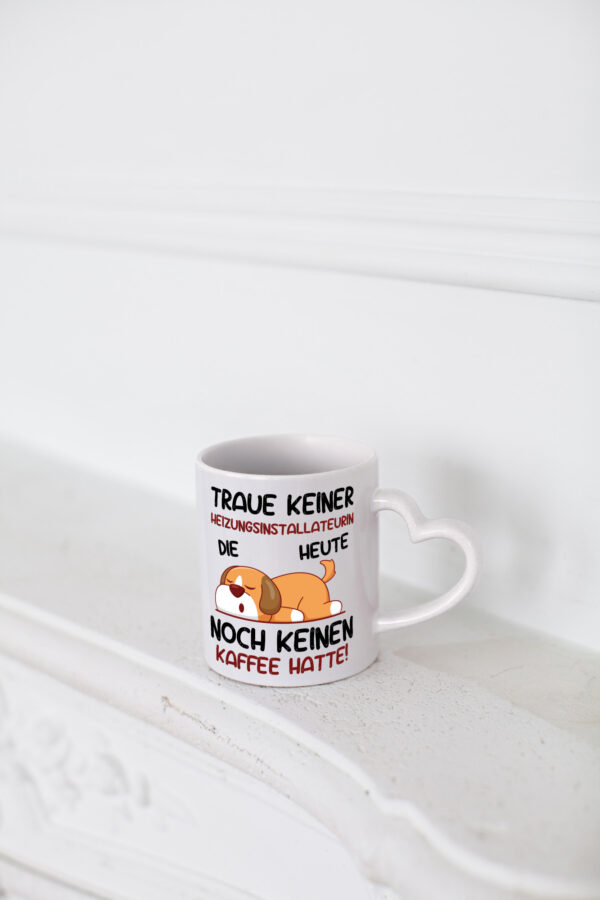 TRAUE KEINER
HEIZUNGSINSTALLATEURIN
DIE HEUTE
NOCH KEINEN
KAFFEE HATTE!